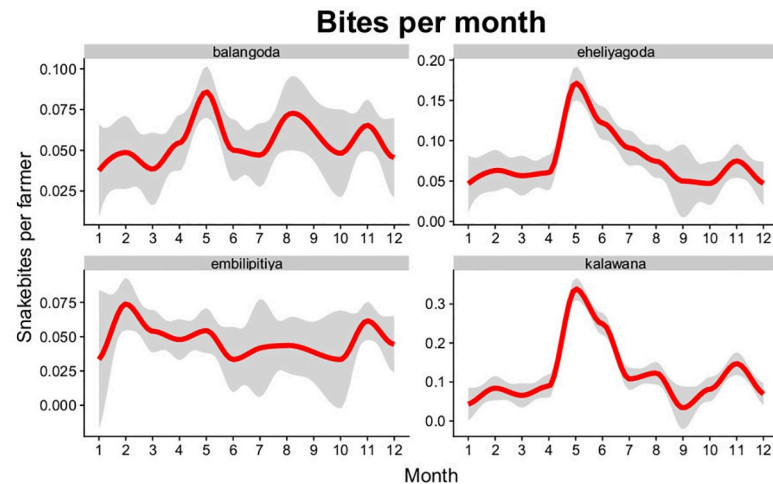 Bites per month
balangoda
eheliyagoda
0.100
0.075
0.050
0.025
0.20
0.15
0.10
0.05
0.00
1 2 3 4 5 6 7 8 9 10 11 12
1 2 3 4 5 6 7 8 9 10 11 12
embilipitiya
kalawana
0.075
0.050
0.025
0.000
0.3
0.2
0.1
0.0
1 2 3 4 5 6 7 8 9 10 11 12
1 2 3 4 5 6 7 8 9 10 11 12
Snakebites per farmer
Month